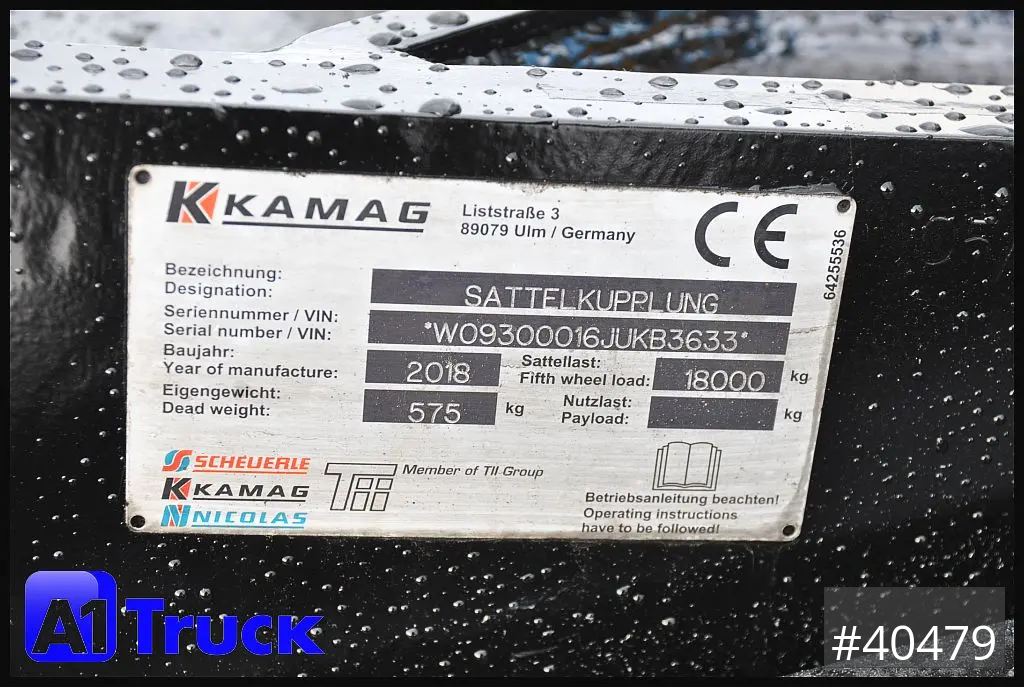 KAMAG
Liststraße 3
89079 Ulm / Germany
CE
64255536
Bezeichnung:
Designation:
SATTELKUPPLUNG
Seriennummer / VIN:
Serial number / VIN:
*W09300016JUKB3633*
Baujahr:
Year of manufacture:
2018
Sattellast:
Fifth wheel load:
18000 kg
Eigengewicht:
Dead weight:
575 kg
Nutzlast:
Payload:
kg
SCHEUERLE
KAMAG
NICOLAS
TII
Member of TII Group
Betriebsanleitung beachten!
Operating instructions
have to be followed!
A1 Truck
#40479